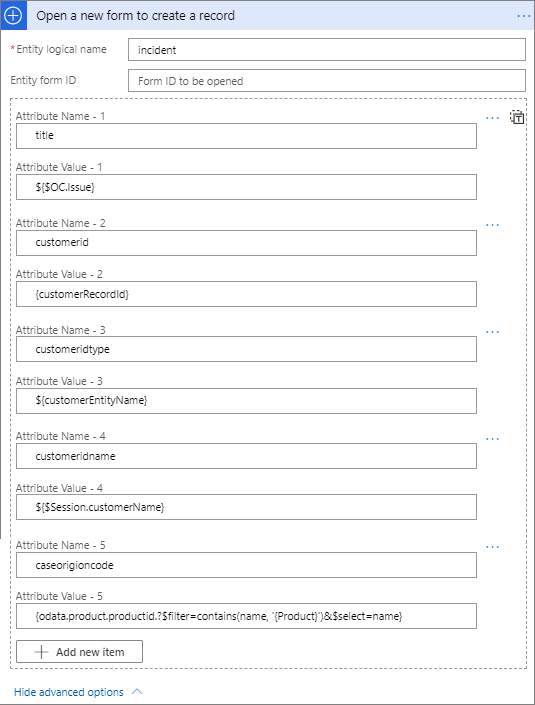 Open a new form to create a record
...
*Entity logical name
incident
Entity form ID
Form ID to be opened
Attribute Name - 1
...
title
Attribute Value - 1
${$OC.Issue}
Attribute Name - 2
...
customerid
Attribute Value - 2
{customerRecordId}
Attribute Name - 3
...
customeridtype
Attribute Value - 3
${customerEntityName}
Attribute Name - 4
...
customeridname
Attribute Value - 4
${$Session.customerName}
Attribute Name - 5
...
caseorigioncode
Attribute Value - 5
{odata.product.productid.?$filter=contains(name, '{Product}')&$select=name}
Add new item
Hide advanced options